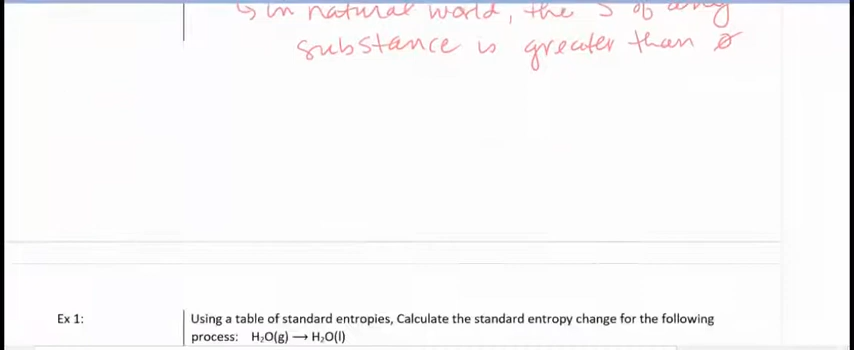 ↳ in natural world, the S of any
substance is greater than ø
Ex 1:
Using a table of standard entropies, Calculate the standard entropy change for the following
process: H₂O(g) → H₂O(l)